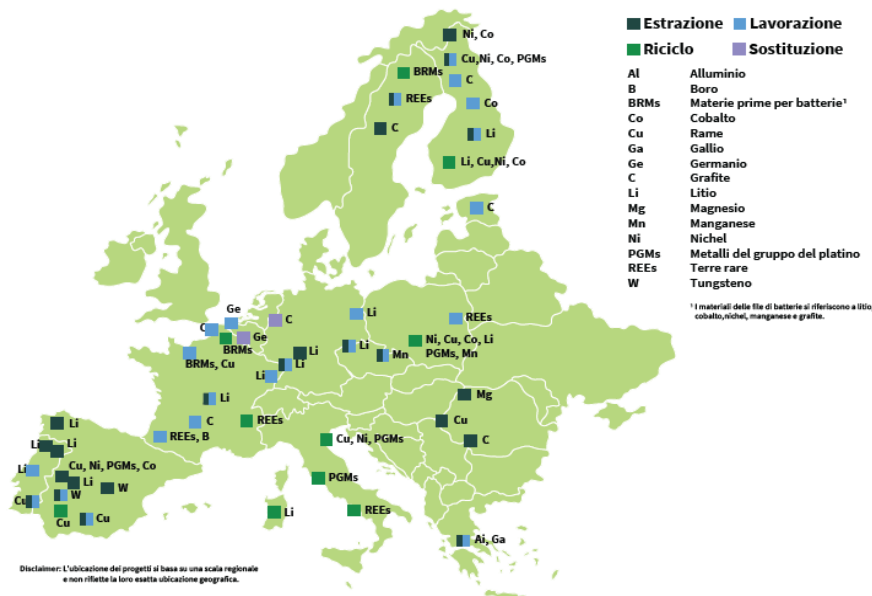 Estrazione
Lavorazione
Riciclo
Sostituzione
Al Alluminio
B Boro
BRMs Materie prime per batterie¹
Co Cobalto
Cu Rame
Ga Gallio
Ge Germanio
C Grafite
Li Litio
Mg Magnesio
Mn Manganese
Ni Nichel
PGMs Metalli del gruppo del platino
REEs Terre rare
W Tungsteno
¹ I materiali delle file di batterie si riferiscono a litio,
cobalto,nichel, manganese e grafite.
Ni, Co
Cu,Ni, Co, PGMs
BRMs
C
REEs
Co
C
Li
Li, Cu,Ni, Co
C
Ge
C
C
Li
REEs
BRMs
Ge
Li
Ni, Cu, Co, Li
PGMs, Mn
BRMs, Cu
Li
Li
Mn
Li
Li
Mg
C
REEs
Cu
Li
REEs, B
Cu, Ni, PGMs
C
Li
Li
Li
Cu, Ni, PGMs, Co
Li
W
W
PGMs
Cu
Cu
Cu
Li
REEs
Ai, Ga
Disclaimer: L'ubicazione dei progetti si basa su una scala regionale
e non riflette la loro esatta ubicazione geografica.